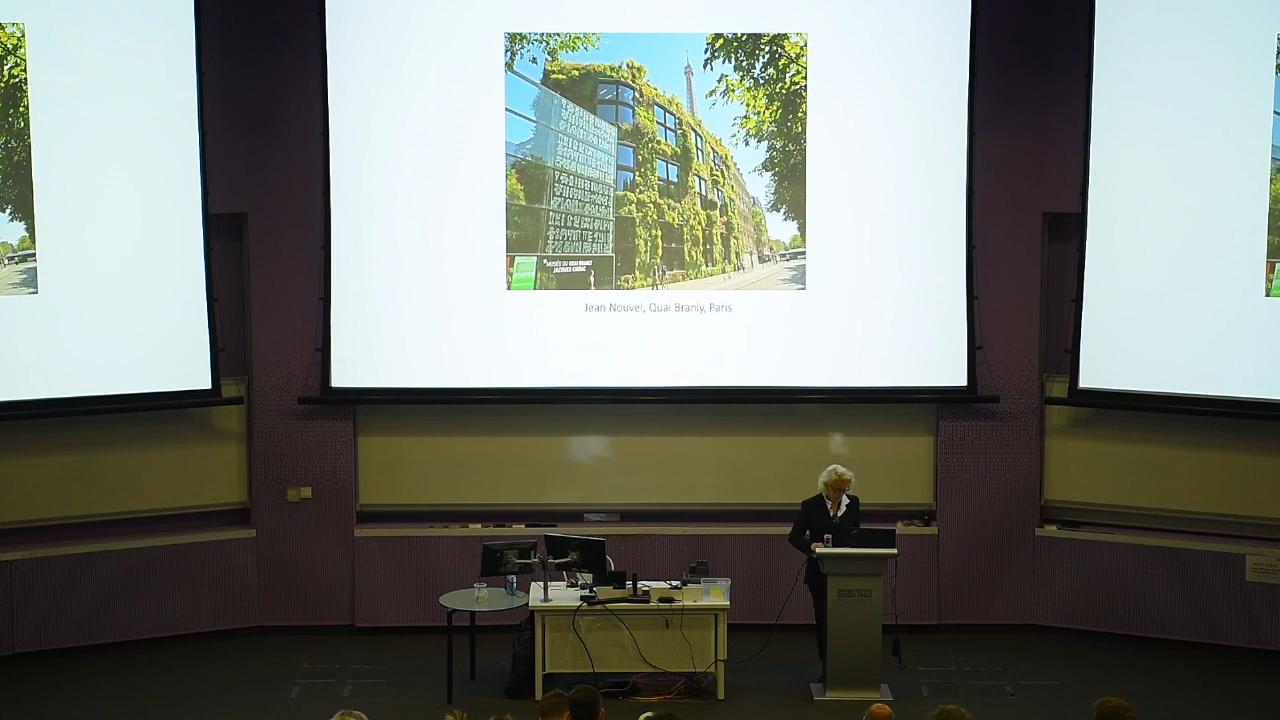 MUSÉE DU QUAI BRANLY
JACQUES CHIRAC
Jean Nouvel, Quai Branly, Paris